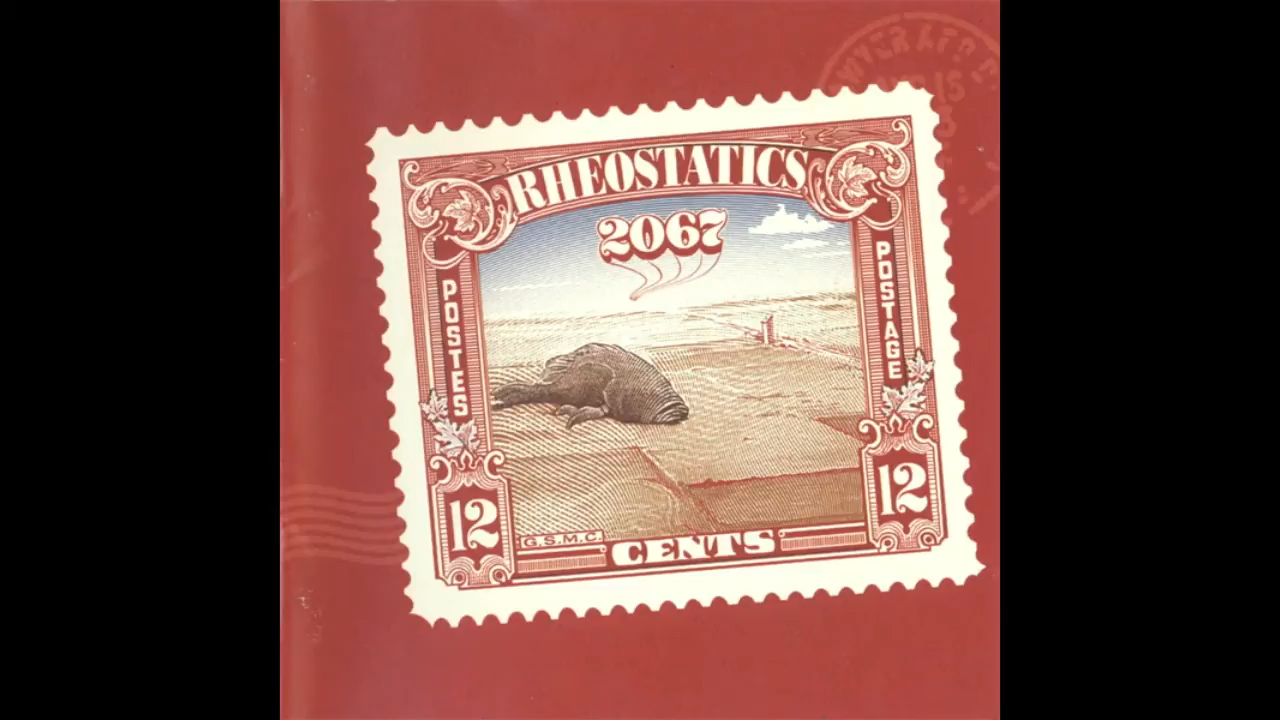 RHEOSTATICS
2067
POSTES
POSTAGE
12
12
G.S.M.C.
CENTS